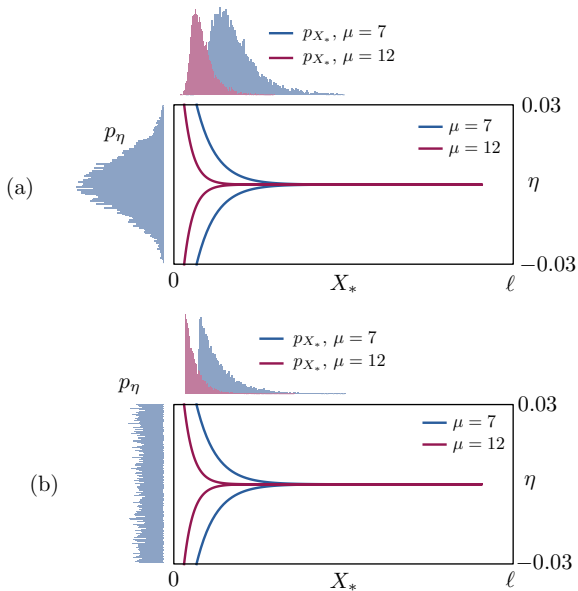 p_{X_*}, μ = 7
p_{X_*}, μ = 12
0.03
p_η
μ = 7
μ = 12
(a)
η
−0.03
0
X_*
ℓ
p_{X_*}, μ = 7
p_{X_*}, μ = 12
p_η
0.03
μ = 7
μ = 12
(b)
η
−0.03
0
X_*
ℓ